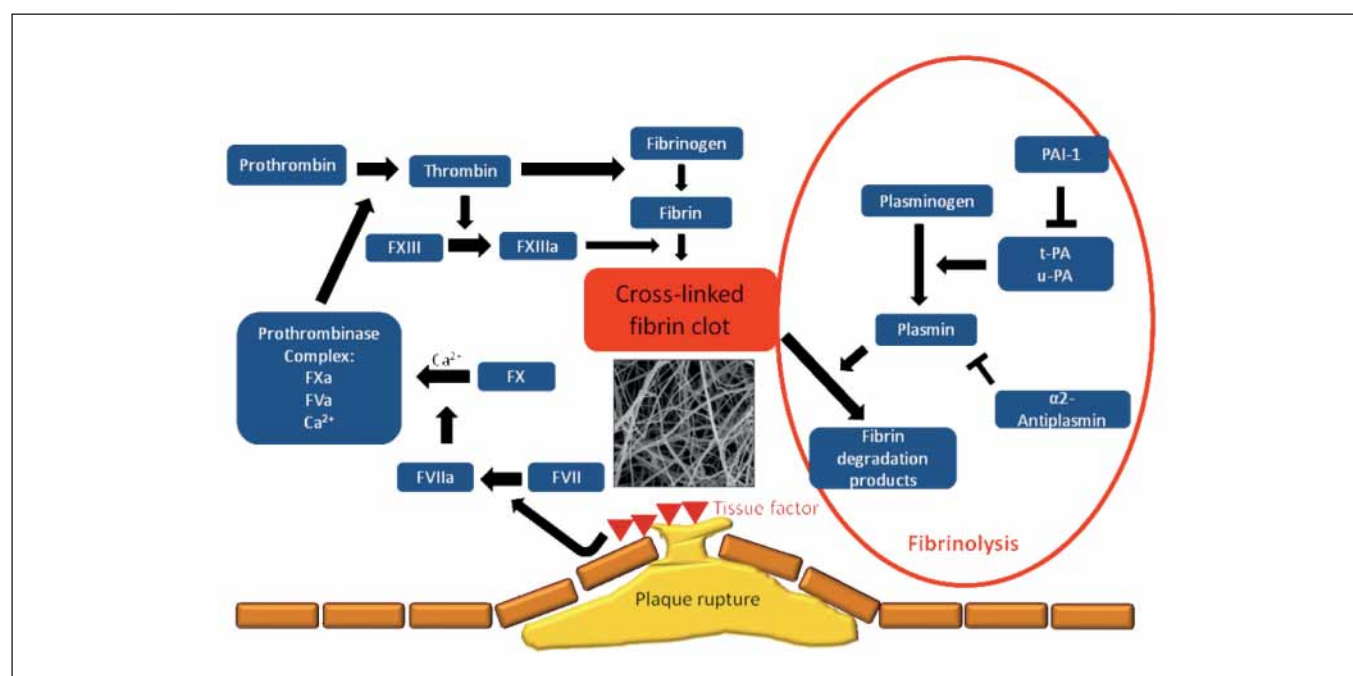 Prothrombin
Thrombin
Fibrinogen
Fibrin
FXIII
FXIIIa
Cross-linked
fibrin clot
Prothrombinase
Complex:
FXa
FVa
Ca²⁺
Ca²⁺
FX
FVIIa
FVII
Tissue factor
Plaque rupture
PAI-1
Plasminogen
t-PA
u-PA
Plasmin
α2-
Antiplasmin
Fibrin
degradation
products
Fibrinolysis